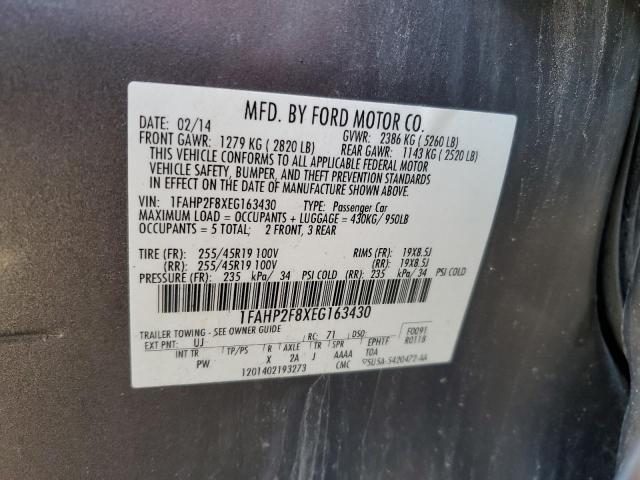 MFD. BY FORD MOTOR CO.
DATE: 02/14 GVWR: 2386 KG ( 5260 LB)
FRONT GAWR: 1279 KG ( 2820 LB) REAR GAWR: 1143 KG ( 2520 LB)
THIS VEHICLE CONFORMS TO ALL APPLICABLE FEDERAL MOTOR
VEHICLE SAFETY, BUMPER, AND THEFT PREVENTION STANDARDS
IN EFFECT ON THE DATE OF MANUFACTURE SHOWN ABOVE.
VIN: 1FAHP2F8XEG163430 TYPE: Passenger Car
MAXIMUM LOAD = OCCUPANTS + LUGGAGE = 430KG/ 950LB
OCCUPANTS = 5 TOTAL; 2 FRONT, 3 REAR
TIRE (FR): 255/45R19 100V RIMS (FR): 19X8.5J
(RR): 255/45R19 100V (RR): 19X8.5J
PRESSURE (FR): 235 kPa/ 34 PSI COLD (RR): 235 kPa/ 34 PSI COLD
1FAHP2F8XEG163430
TRAILER TOWING - SEE OWNER GUIDE F0091
EXT PNT: UJ RC: 71 DSO: R0118
INT TR TP/PS R AXLE TR SPR EPHTF
PW X 2A J AAAA TOA
1201402193273 CMC 5U5A-5420472-AA